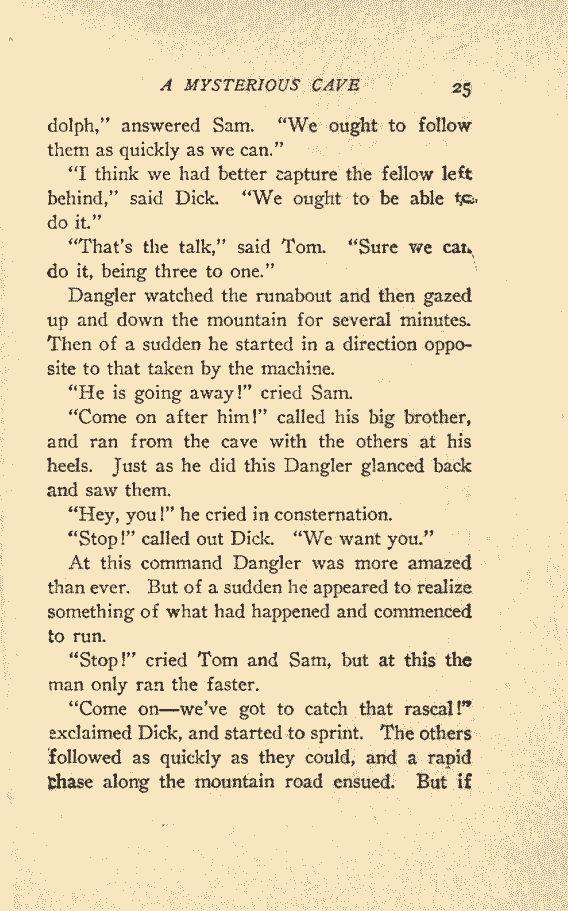 A MYSTERIOUS CAVE 25
dolph,” answered Sam. “We ought to follow
them as quickly as we can.”
“I think we had better capture the fellow left
behind,” said Dick. “We ought to be able to
do it.”
“That’s the talk,” said Tom. “Sure we can
do it, being three to one.”
Dangler watched the runabout and then gazed
up and down the mountain for several minutes.
Then of a sudden he started in a direction oppo-
site to that taken by the machine.
“He is going away!” cried Sam.
“Come on after him!” called his big brother,
and ran from the cave with the others at his
heels. Just as he did this Dangler glanced back
and saw them.
“Hey, you!” he cried in consternation.
“Stop!” called out Dick. “We want you.”
At this command Dangler was more amazed
than ever. But of a sudden he appeared to realize
something of what had happened and commenced
to run.
“Stop!” cried Tom and Sam, but at this the
man only ran the faster.
“Come on—we’ve got to catch that rascal!”
exclaimed Dick, and started to sprint. The others
followed as quickly as they could, and a rapid
chase along the mountain road ensued. But if